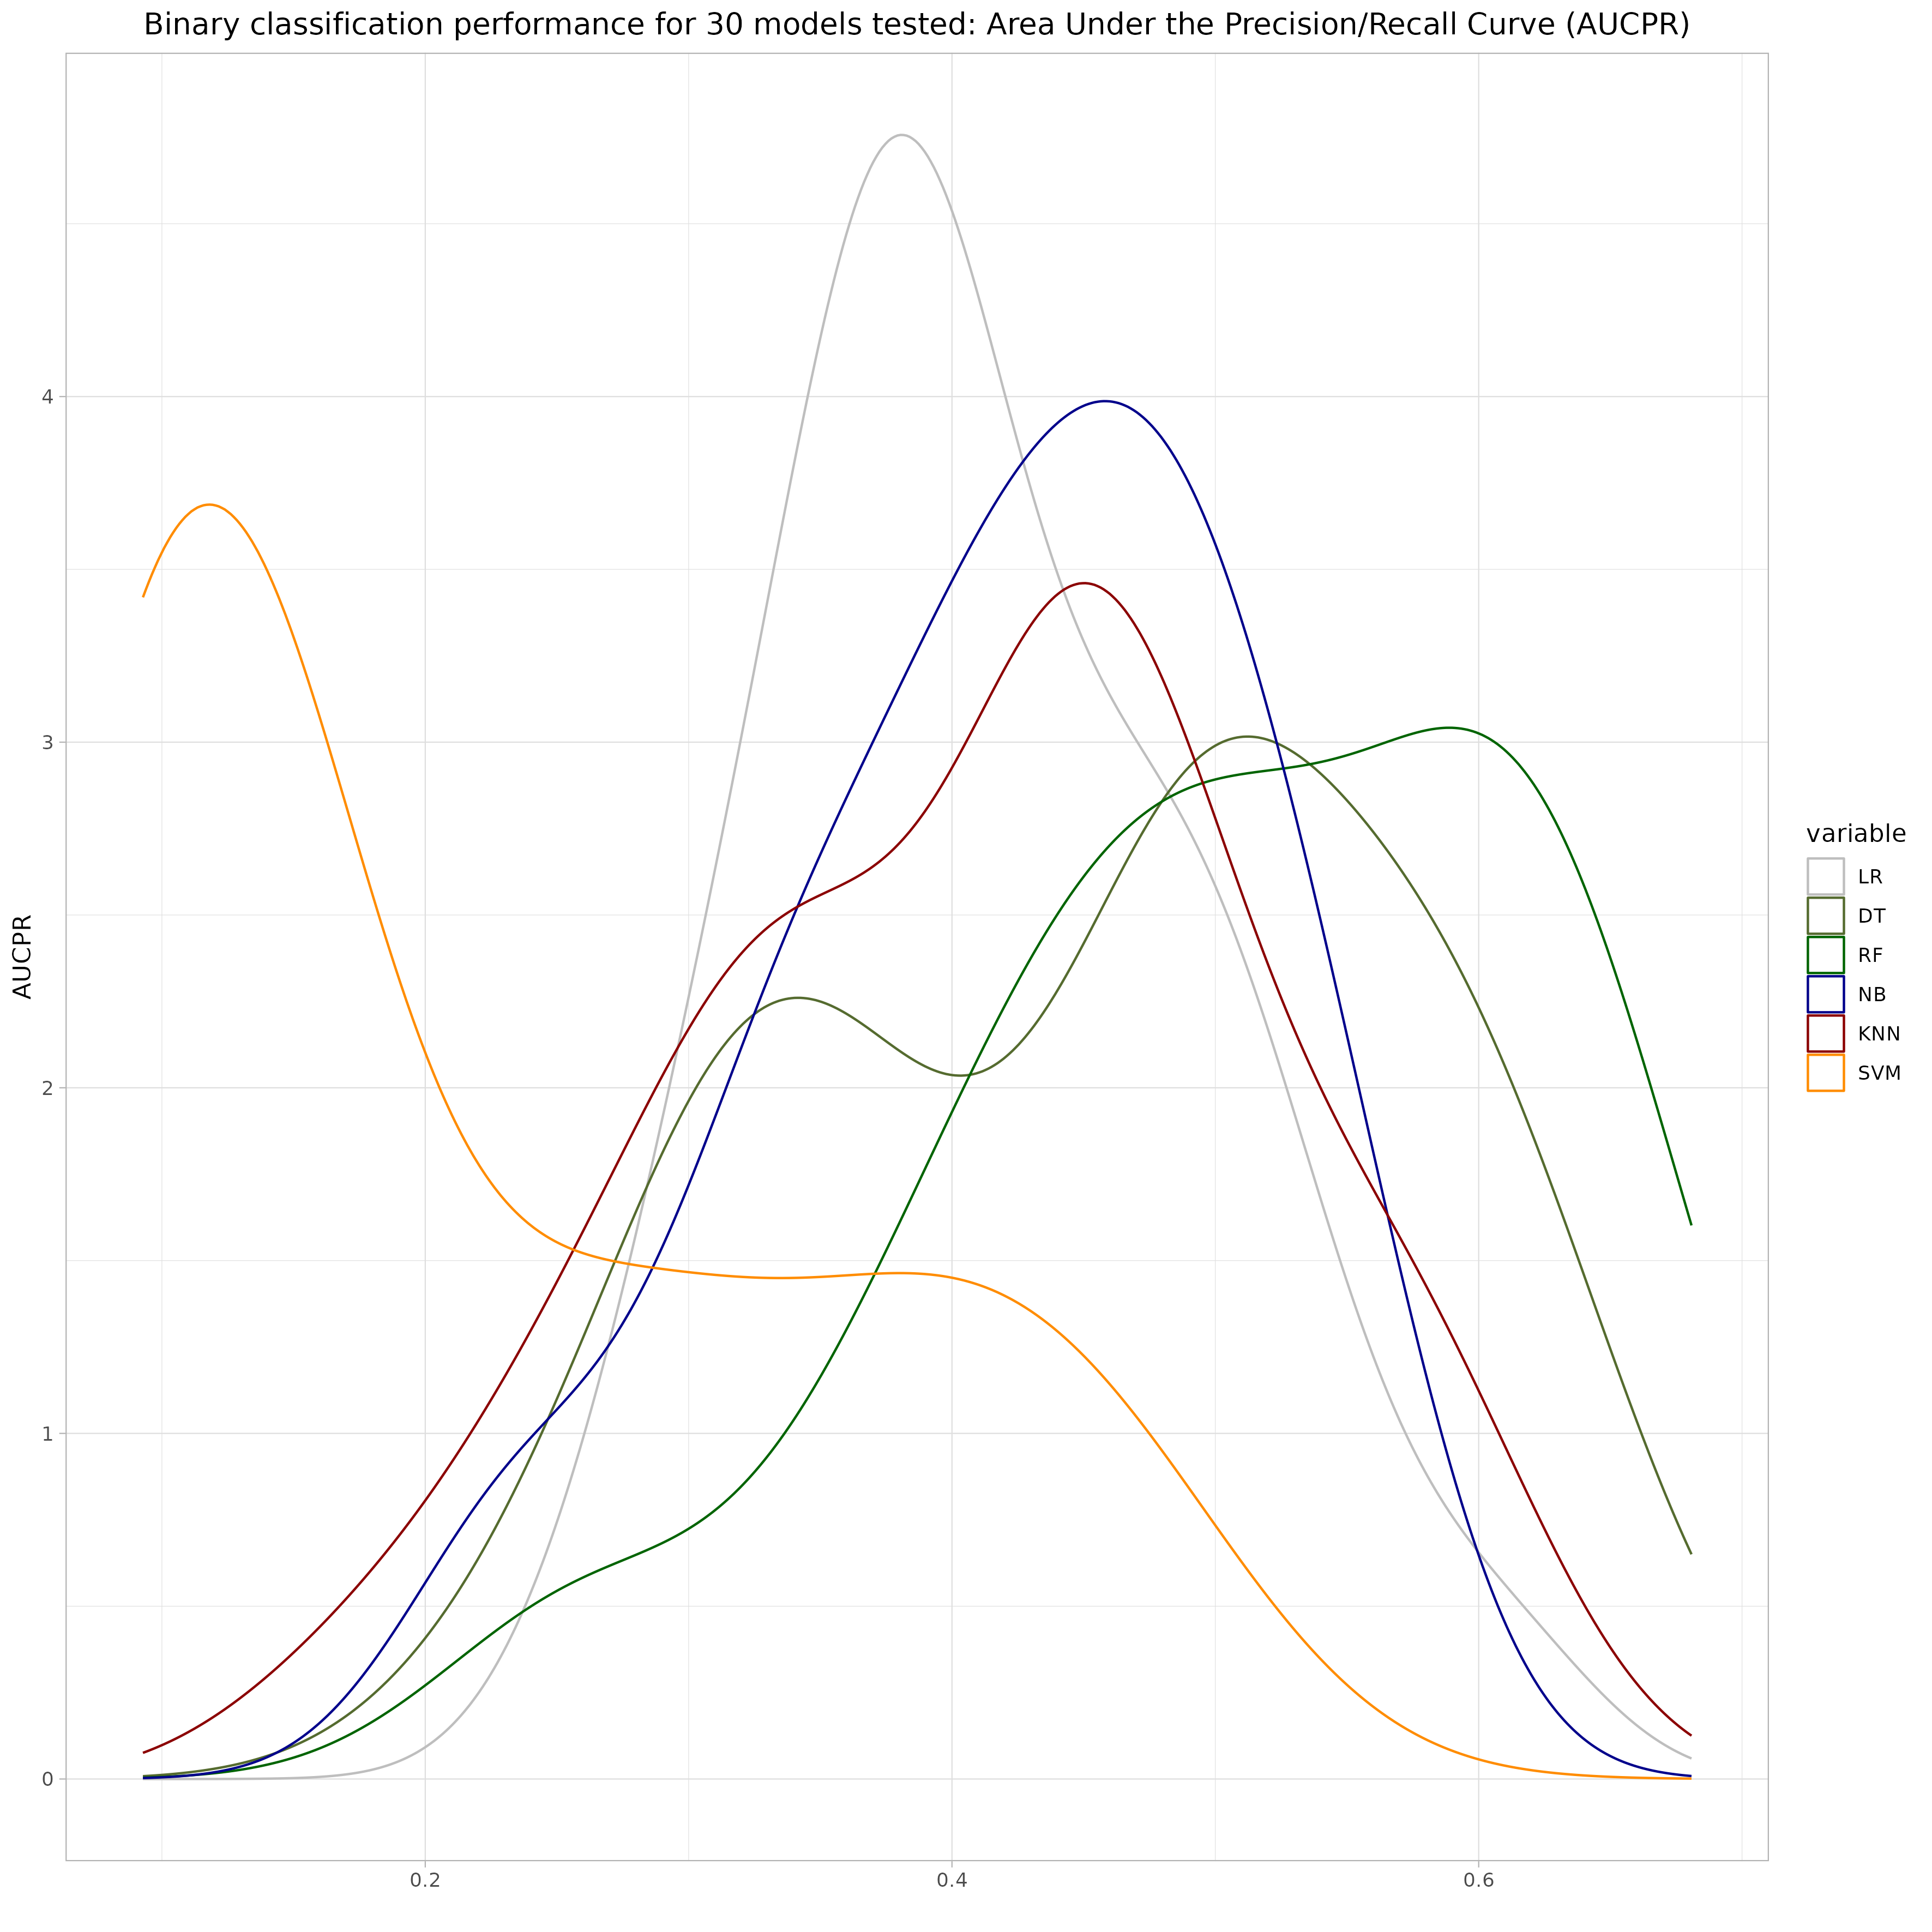 Binary classification performance for 30 models tested: Area Under the Precision/Recall Curve (AUCPR)
AUCPR
4
3
2
1
0
0.2 0.4 0.6
variable
LR
DT
RF
NB
KNN
SVM